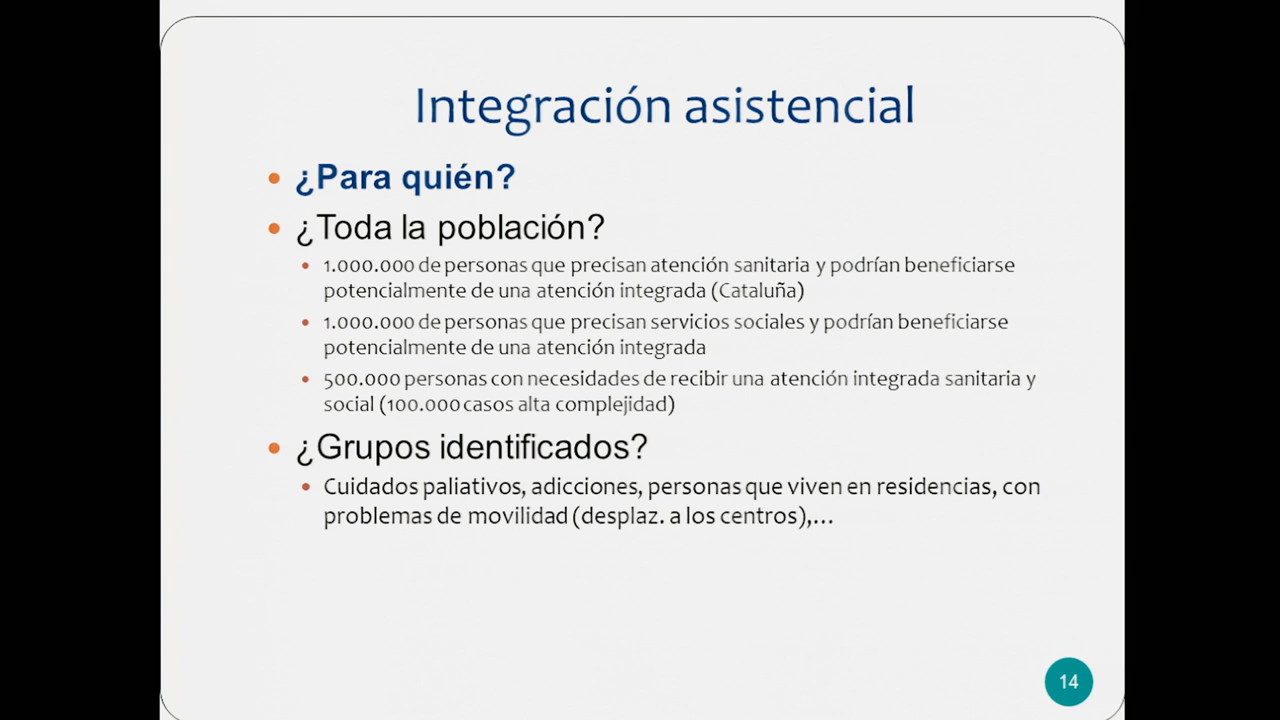 Integración asistencial
• ¿Para quién?
• ¿Toda la población?
• 1.000.000 de personas que precisan atención sanitaria y podrían beneficiarse
potencialmente de una atención integrada (Cataluña)
• 1.000.000 de personas que precisan servicios sociales y podrían beneficiarse
potencialmente de una atención integrada
• 500.000 personas con necesidades de recibir una atención integrada sanitaria y
social (100.000 casos alta complejidad)
• ¿Grupos identificados?
• Cuidados paliativos, adicciones, personas que viven en residencias, con
problemas de movilidad (desplaz. a los centros),...
14